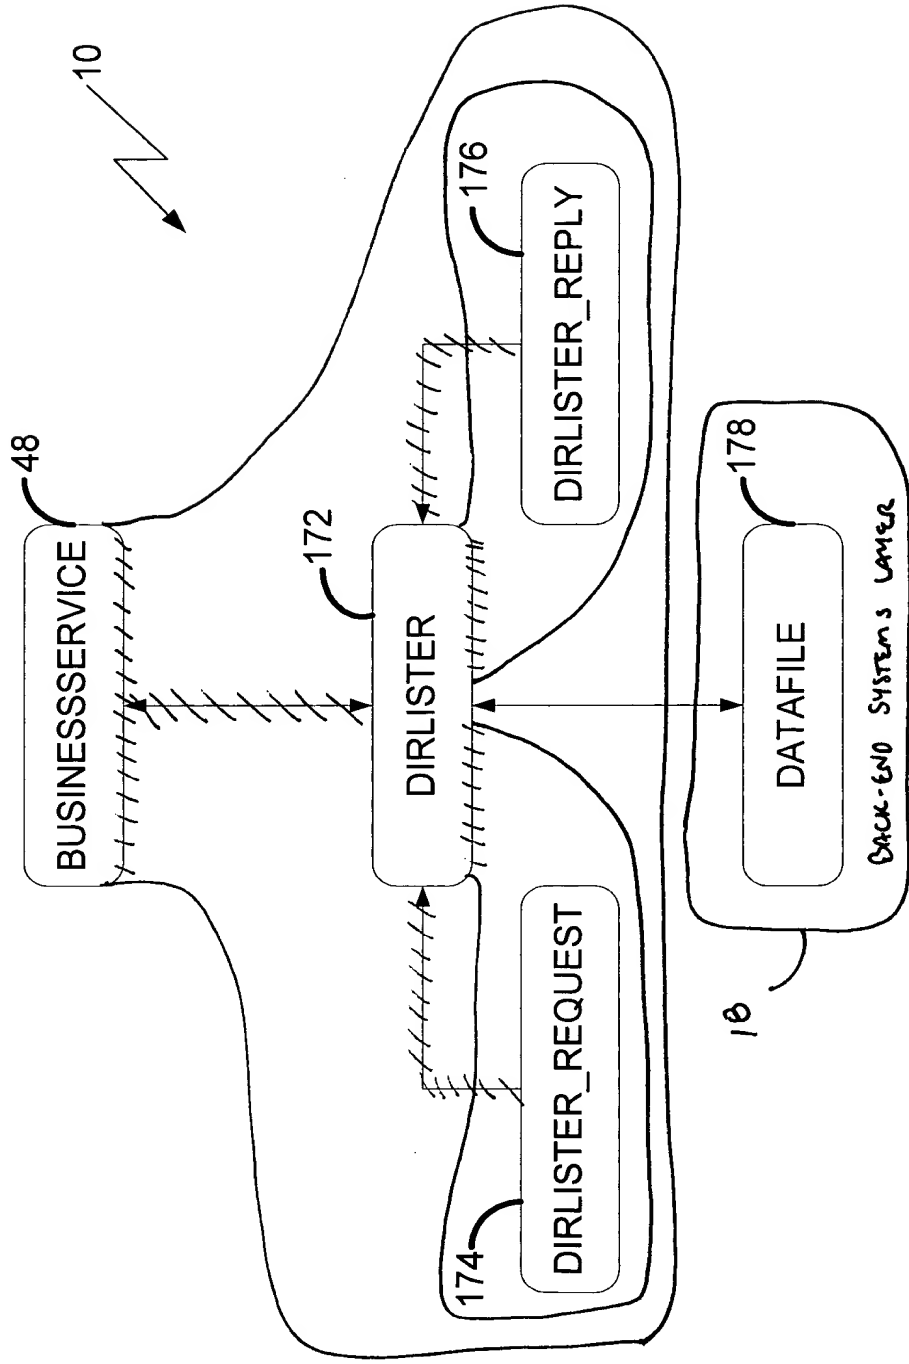 10
BUSINESSSERVICE
48
172
DIRLISTER
176
174
DIRLISTER_REQUEST
DIRLISTER_REPLY
178
DATAFILE
18
BACK-END SYSTEMS LAYER